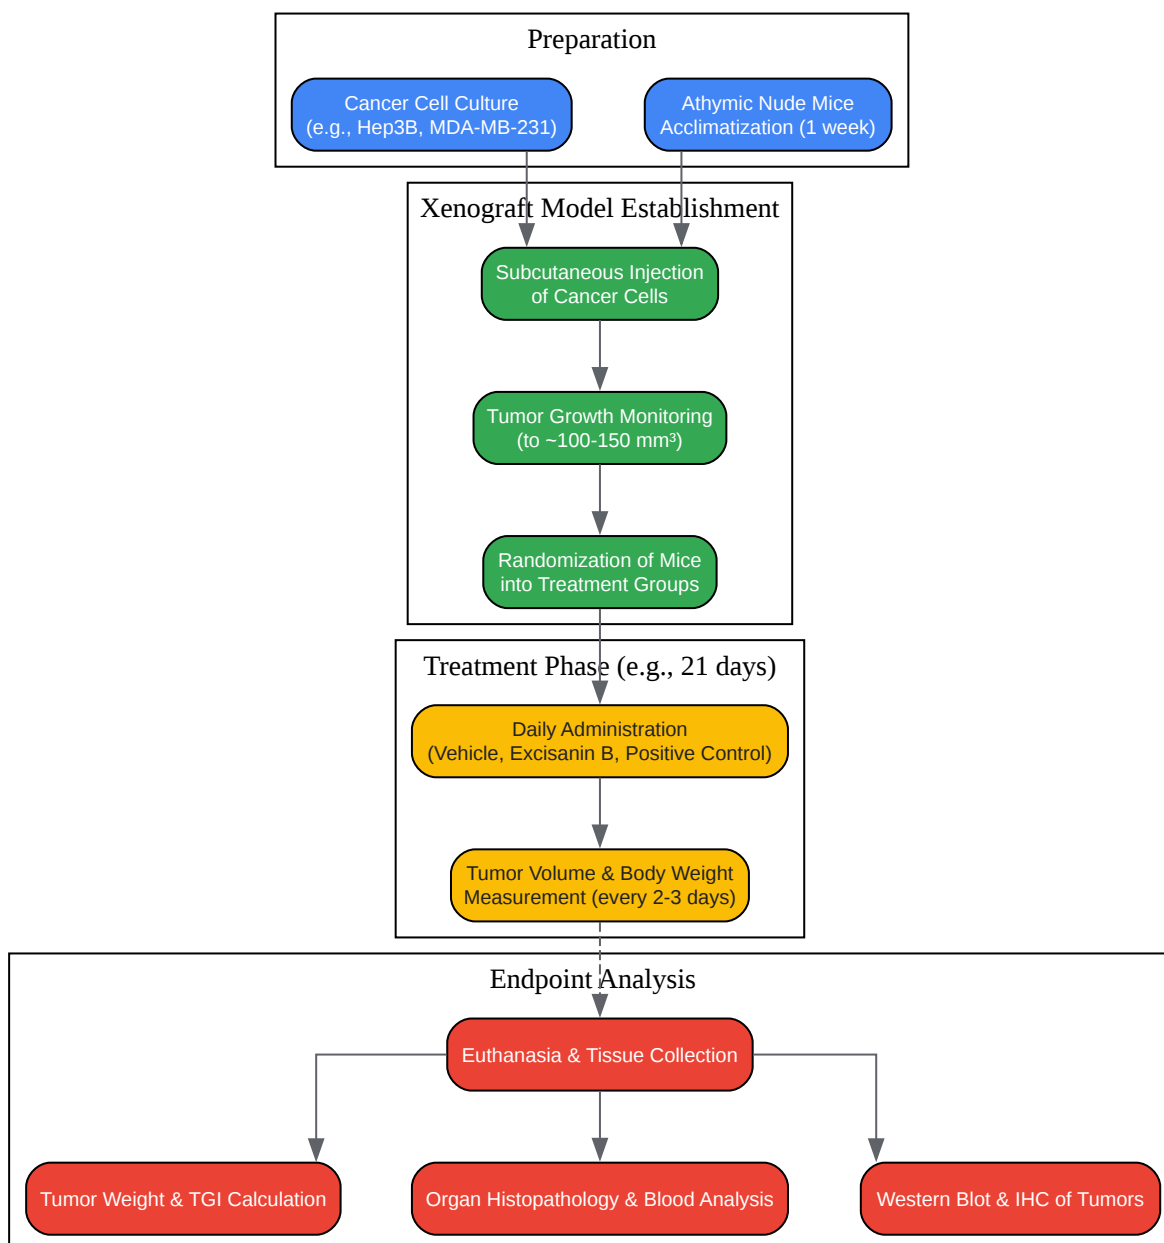 Preparation
Cancer Cell Culture
(e.g., Hep3B, MDA-MB-231)
Athymic Nude Mice
Acclimatization (1 week)
Xenograft Model Establishment
Subcutaneous Injection
of Cancer Cells
Tumor Growth Monitoring
(to ~100-150 mm³)
Randomization of Mice
into Treatment Groups
Treatment Phase (e.g., 21 days)
Daily Administration
(Vehicle, Excisanin B, Positive Control)
Tumor Volume & Body Weight
Measurement (every 2-3 days)
Endpoint Analysis
Euthanasia & Tissue Collection
Tumor Weight & TGI Calculation
Organ Histopathology & Blood Analysis
Western Blot & IHC of Tumors